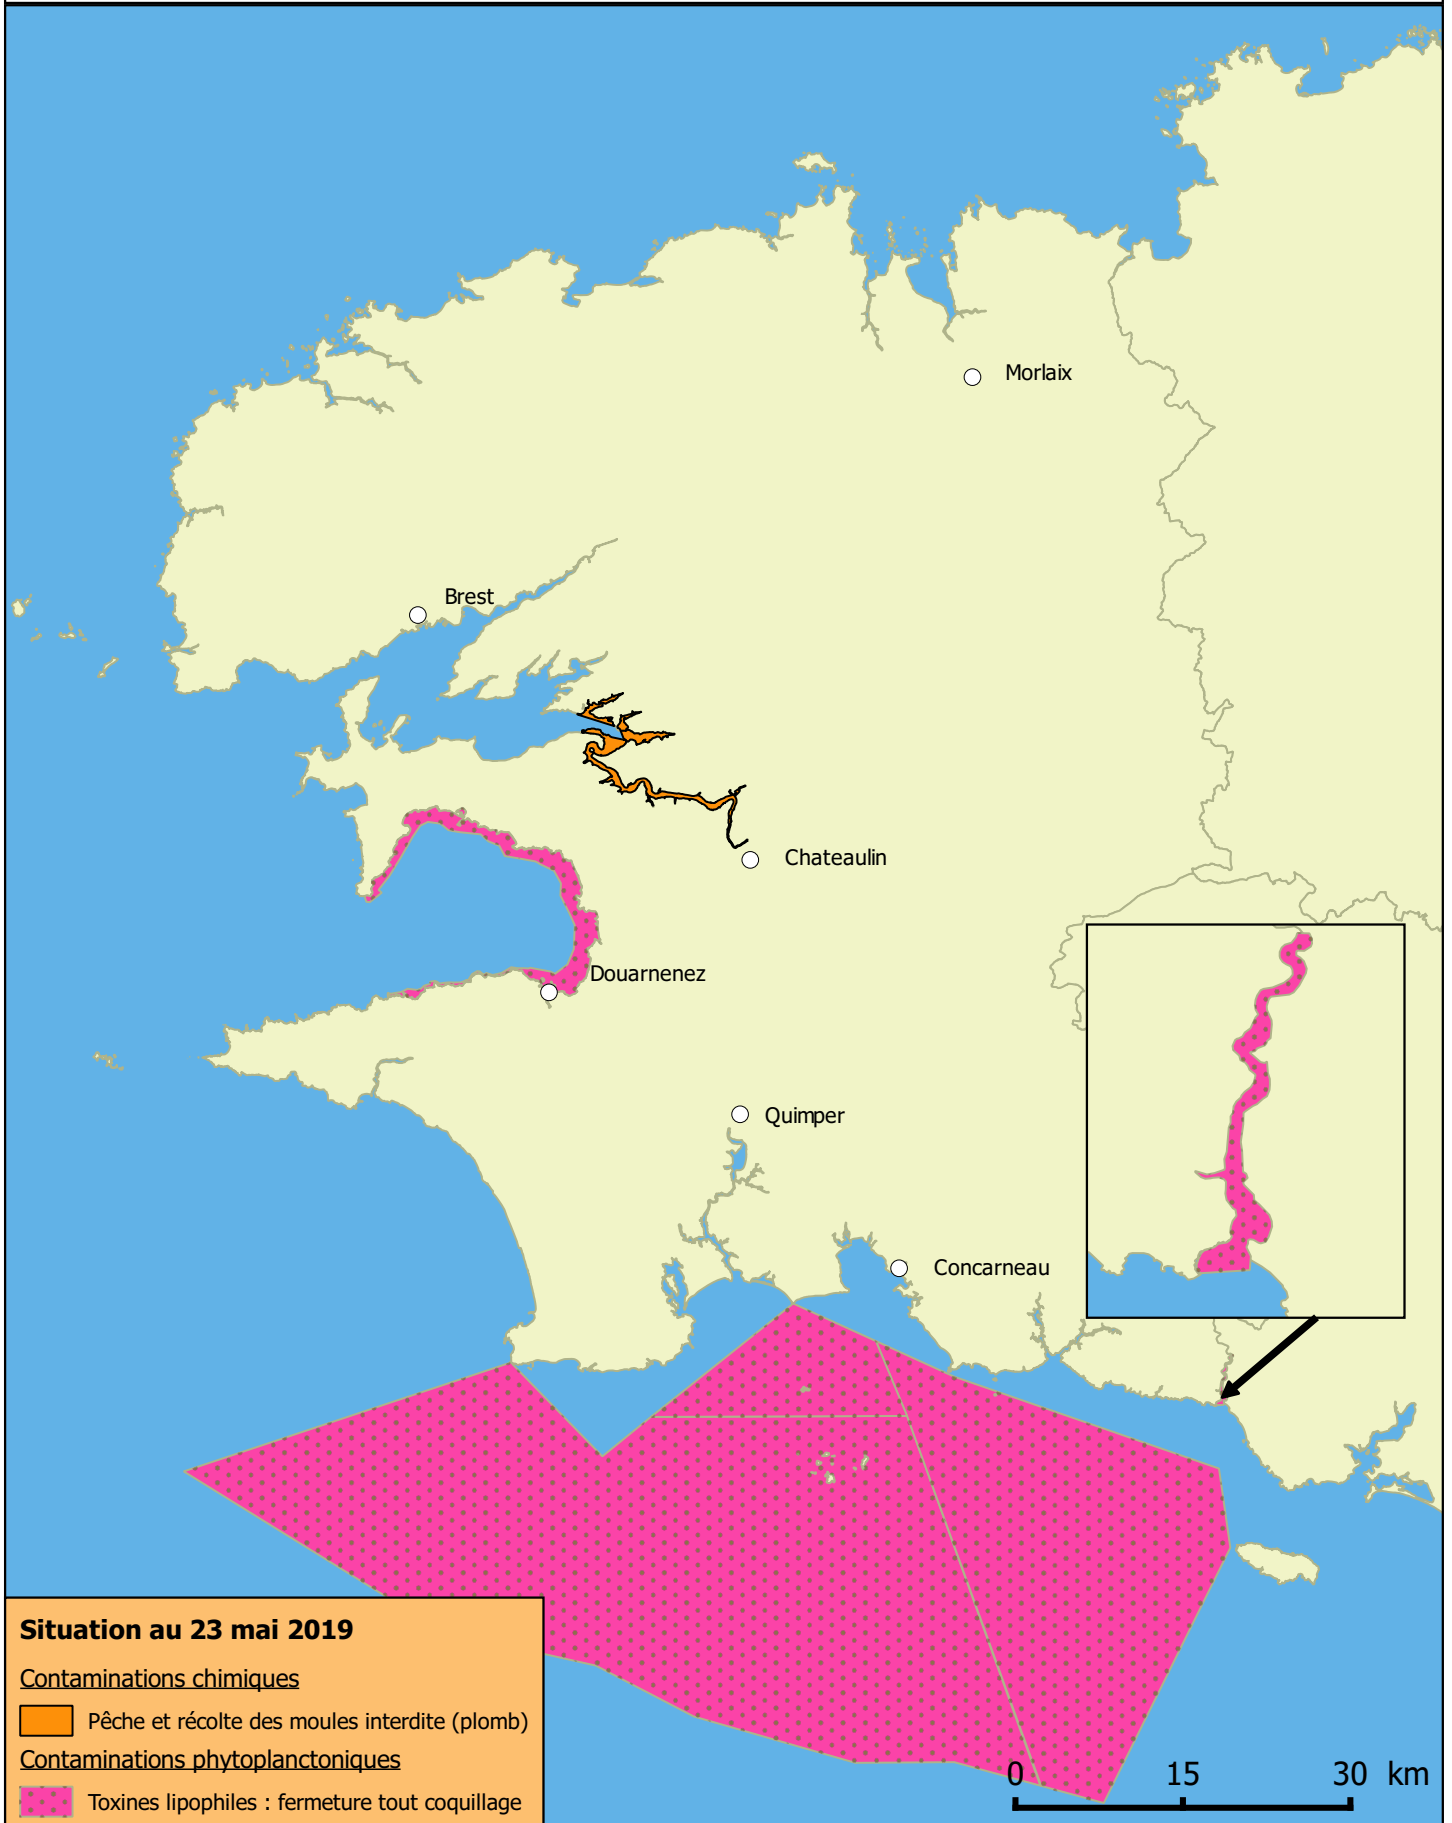 Morlaix
Brest
Chateaulin
Douarnenez
Quimper
Concarneau
Situation au 23 mai 2019
Contaminations chimiques
Pêche et récolte des moules interdite (plomb)
Contaminations phytoplanctoniques
Toxines lipophiles : fermeture tout coquillage
0 15 30 km